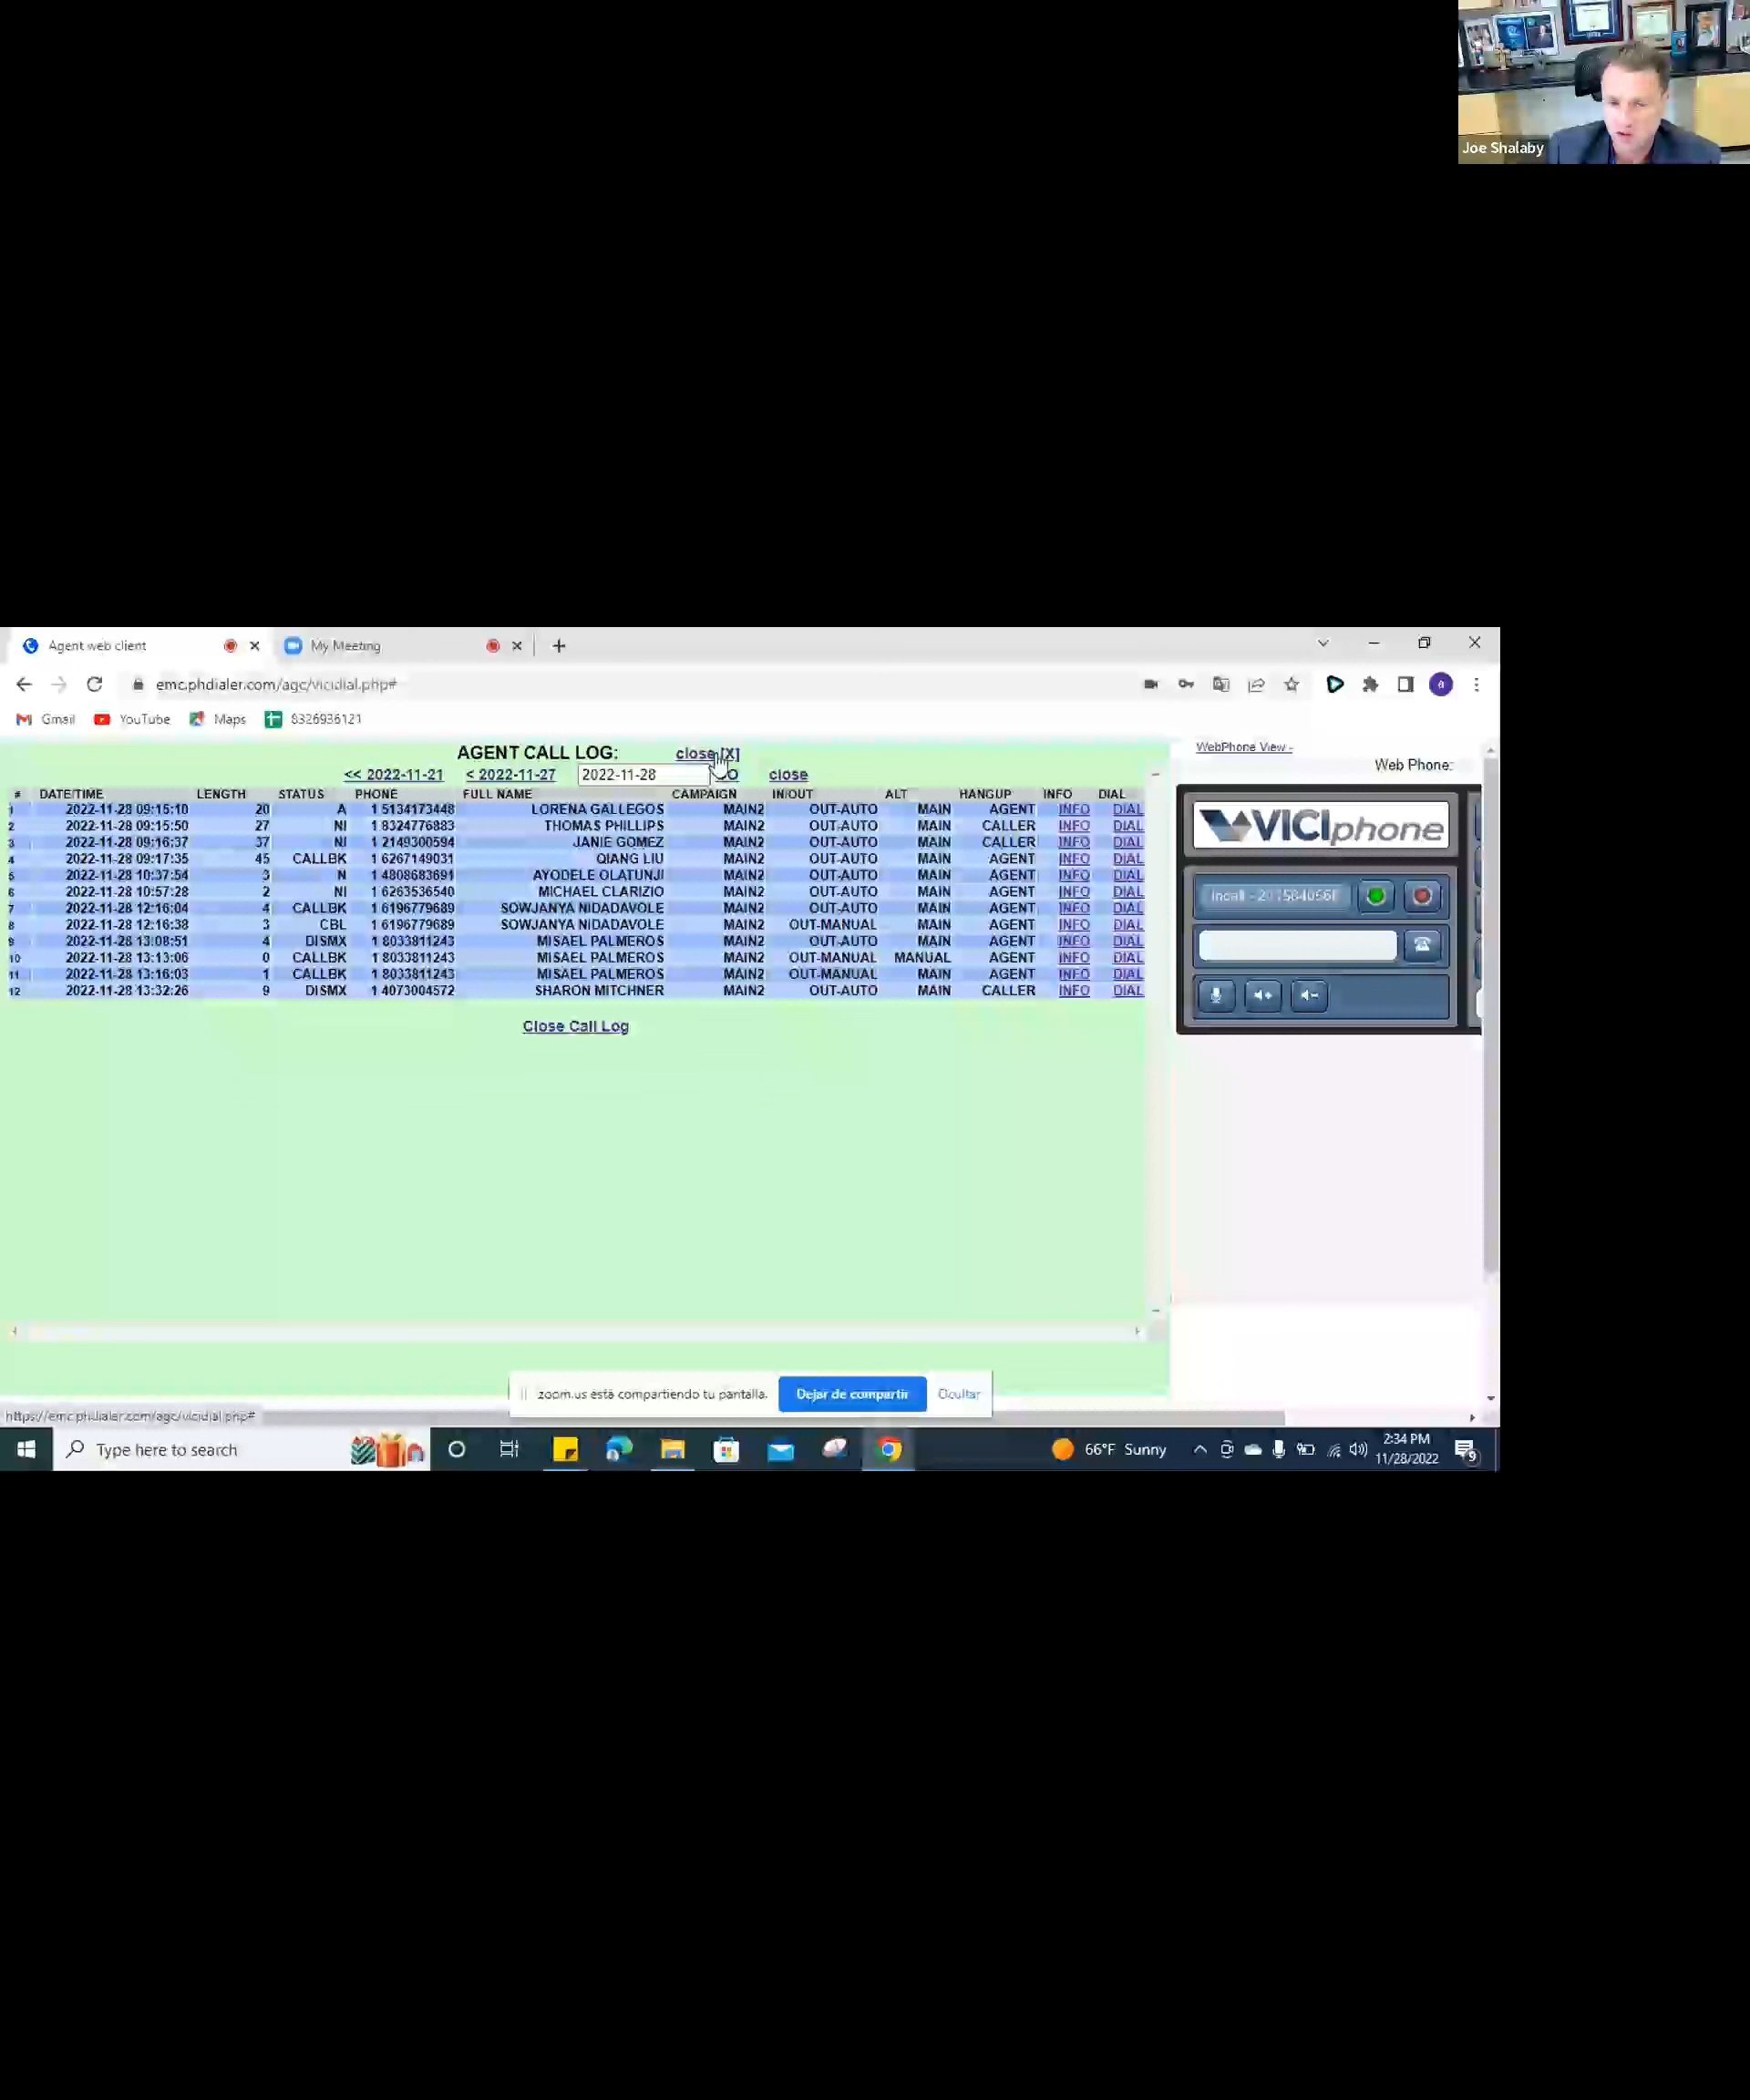 Joe Shalaby
Agent web client
My Meeting
emc.phdialer.com/agc/vicidial.php#
Gmail YouTube Maps 8326936121
AGENT CALL LOG: close [X]
<< 2022-11-21 < 2022-11-27 2022-11-28 close
# DATE/TIME LENGTH STATUS PHONE FULL NAME CAMPAIGN IN/OUT ALT HANGUP INFO DIAL
1 2022-11-28 09:15:10 20 A 1 5134173448 LORENA GALLEGOS MAIN2 OUT-AUTO MAIN AGENT INFO DIAL
2 2022-11-28 09:15:50 27 NI 1 8324776883 THOMAS PHILLIPS MAIN2 OUT-AUTO MAIN CALLER INFO DIAL
3 2022-11-28 09:16:37 37 NI 1 2149300594 JANIE GOMEZ MAIN2 OUT-AUTO MAIN CALLER INFO DIAL
4 2022-11-28 09:17:35 45 CALLBK 1 6267149031 QIANG LIU MAIN2 OUT-AUTO MAIN AGENT INFO DIAL
5 2022-11-28 10:37:54 3 N 1 4808683691 AYODELE OLATUNJI MAIN2 OUT-AUTO MAIN AGENT INFO DIAL
6 2022-11-28 10:57:28 2 NI 1 6263536540 MICHAEL CLARIZIO MAIN2 OUT-AUTO MAIN AGENT INFO DIAL
7 2022-11-28 12:16:04 4 CALLBK 1 6196779689 SOWJANYA NIDADAVOLE MAIN2 OUT-AUTO MAIN AGENT INFO DIAL
8 2022-11-28 12:16:38 3 CBL 1 6196779689 SOWJANYA NIDADAVOLE MAIN2 OUT-MANUAL MAIN AGENT INFO DIAL
9 2022-11-28 13:08:51 4 DISMX 1 8033811243 MISAEL PALMEROS MAIN2 OUT-AUTO MAIN AGENT INFO DIAL
10 2022-11-28 13:13:06 0 CALLBK 1 8033811243 MISAEL PALMEROS MAIN2 OUT-MANUAL MANUAL AGENT INFO DIAL
11 2022-11-28 13:16:03 1 CALLBK 1 8033811243 MISAEL PALMEROS MAIN2 OUT-MANUAL MAIN AGENT INFO DIAL
12 2022-11-28 13:32:26 9 DISMX 1 4073004572 SHARON MITCHNER MAIN2 OUT-AUTO MAIN CALLER INFO DIAL
Close Call Log
WebPhone View -
Web Phone:
VICIphone
Incall -
zoom.us está compartiendo tu pantalla. Dejar de compartir Ocultar
https://emc.phdialer.com/agc/vicidial.php#
Type here to search
66°F Sunny
2:34 PM
11/28/2022
9